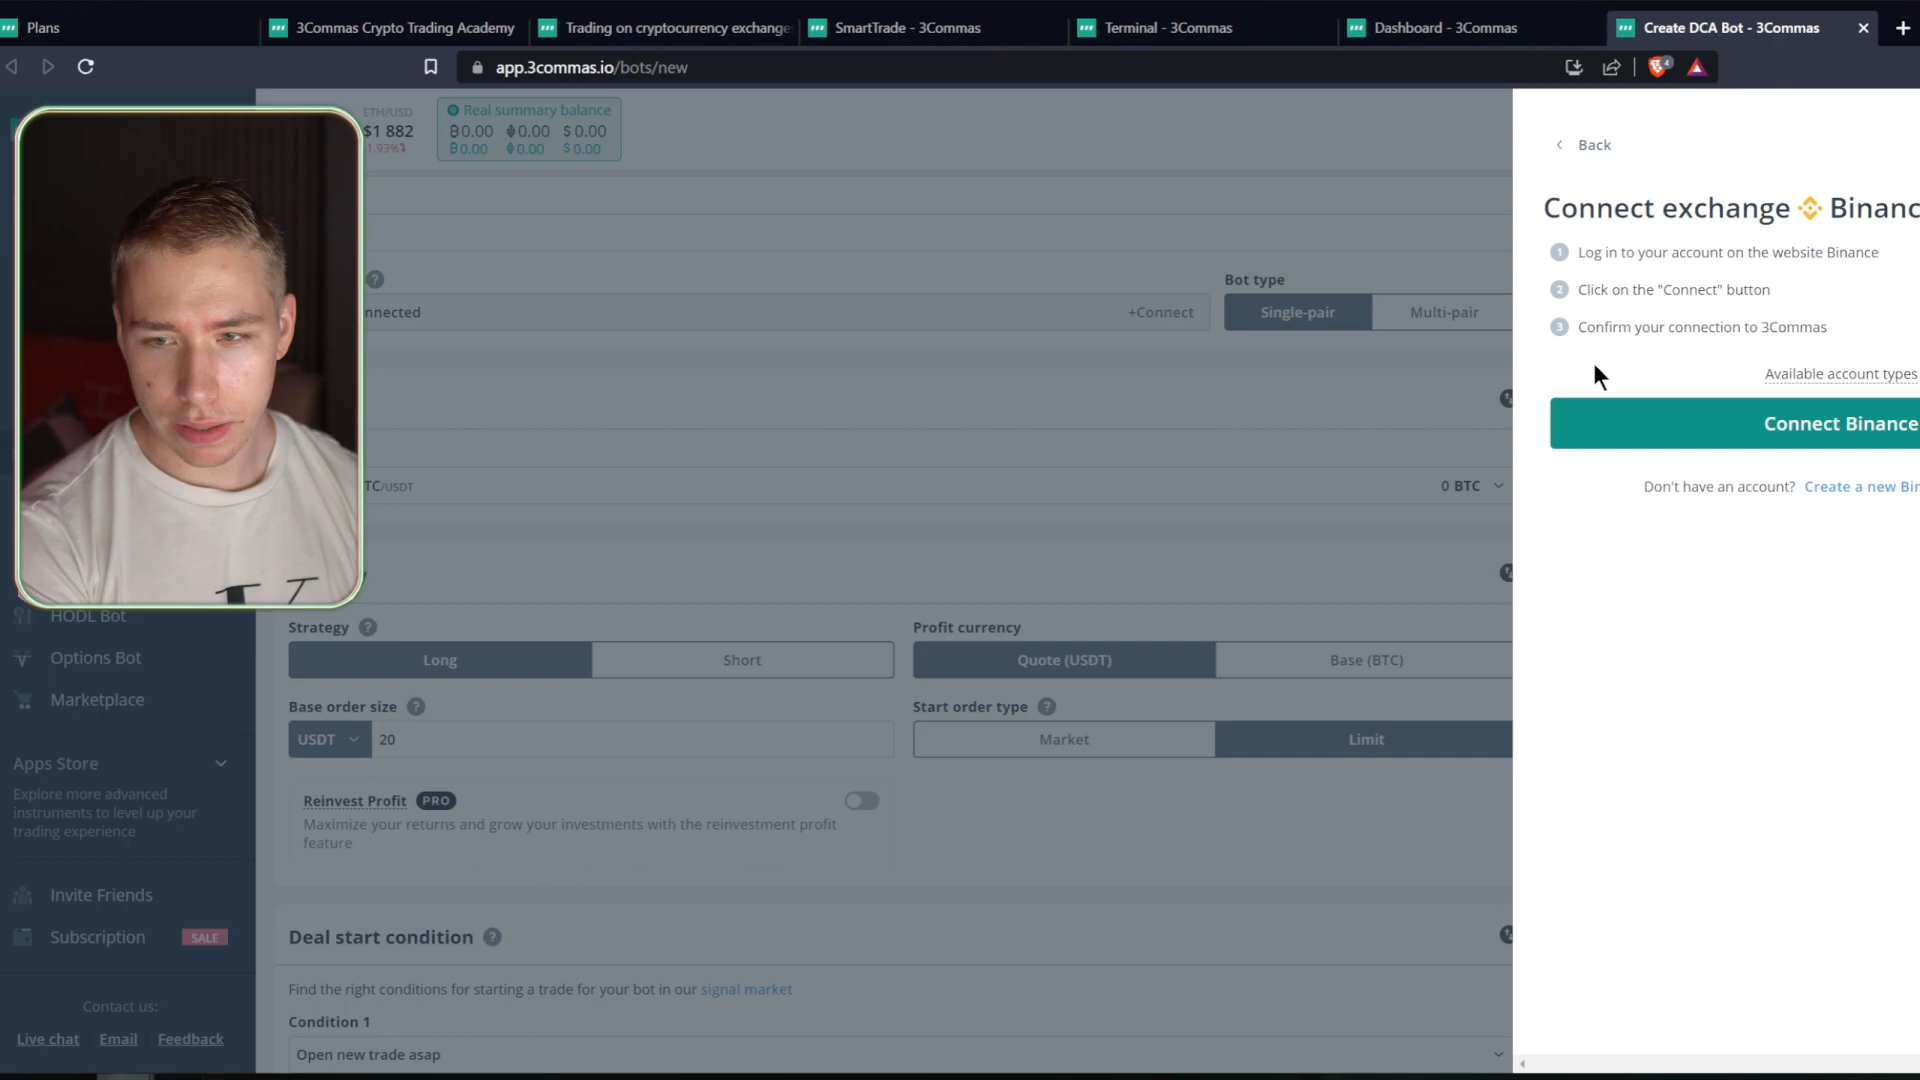 Plans
3Commas Crypto Trading Academy
Trading on cryptocurrency exchange
SmartTrade - 3Commas
Terminal - 3Commas
Dashboard - 3Commas
Create DCA Bot - 3Commas
app.3commas.io/bots/new
4
ETH/USD
$1 882
-1.93%
Real summary balance
0.00 0.00 $ 0.00
0.00 0.00 $ 0.00
Back
Connect exchange Binanc
1 Log in to your account on the website Binance
2 Click on the "Connect" button
3 Confirm your connection to 3Commas
Available account types
Connect Binance
Don't have an account? Create a new Bin
?
nnected
+Connect
Bot type
Single-pair
Multi-pair
TC/USDT
0 BTC
HODL Bot
Options Bot
Marketplace
Apps Store
Explore more advanced
instruments to level up your
trading experience
Invite Friends
Subscription SALE
Contact us:
Live chat Email Feedback
Strategy ?
Long
Short
Profit currency
Quote (USDT)
Base (BTC)
Base order size ?
USDT 20
Start order type ?
Market
Limit
Reinvest Profit PRO
Maximize your returns and grow your investments with the reinvestment profit
feature
Deal start condition ?
Find the right conditions for starting a trade for your bot in our signal market
Condition 1
Open new trade asap